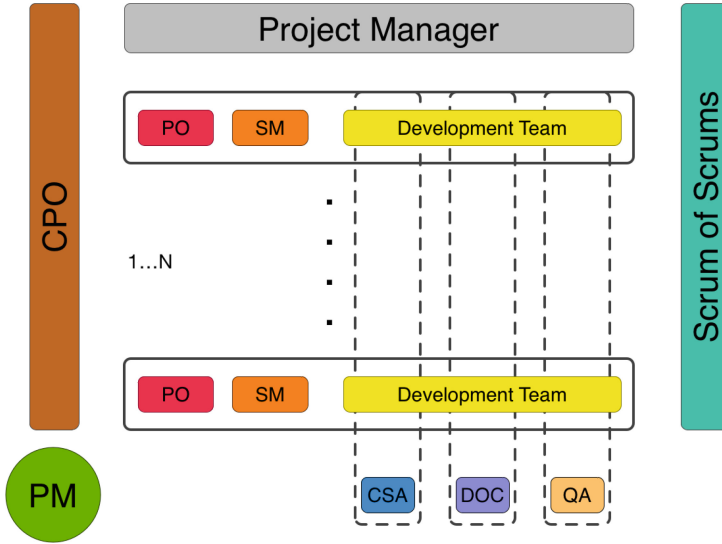 Project Manager
CPO
Scrum of Scrums
PO SM Development Team
1...N
PO SM Development Team
PM
CSA DOC QA